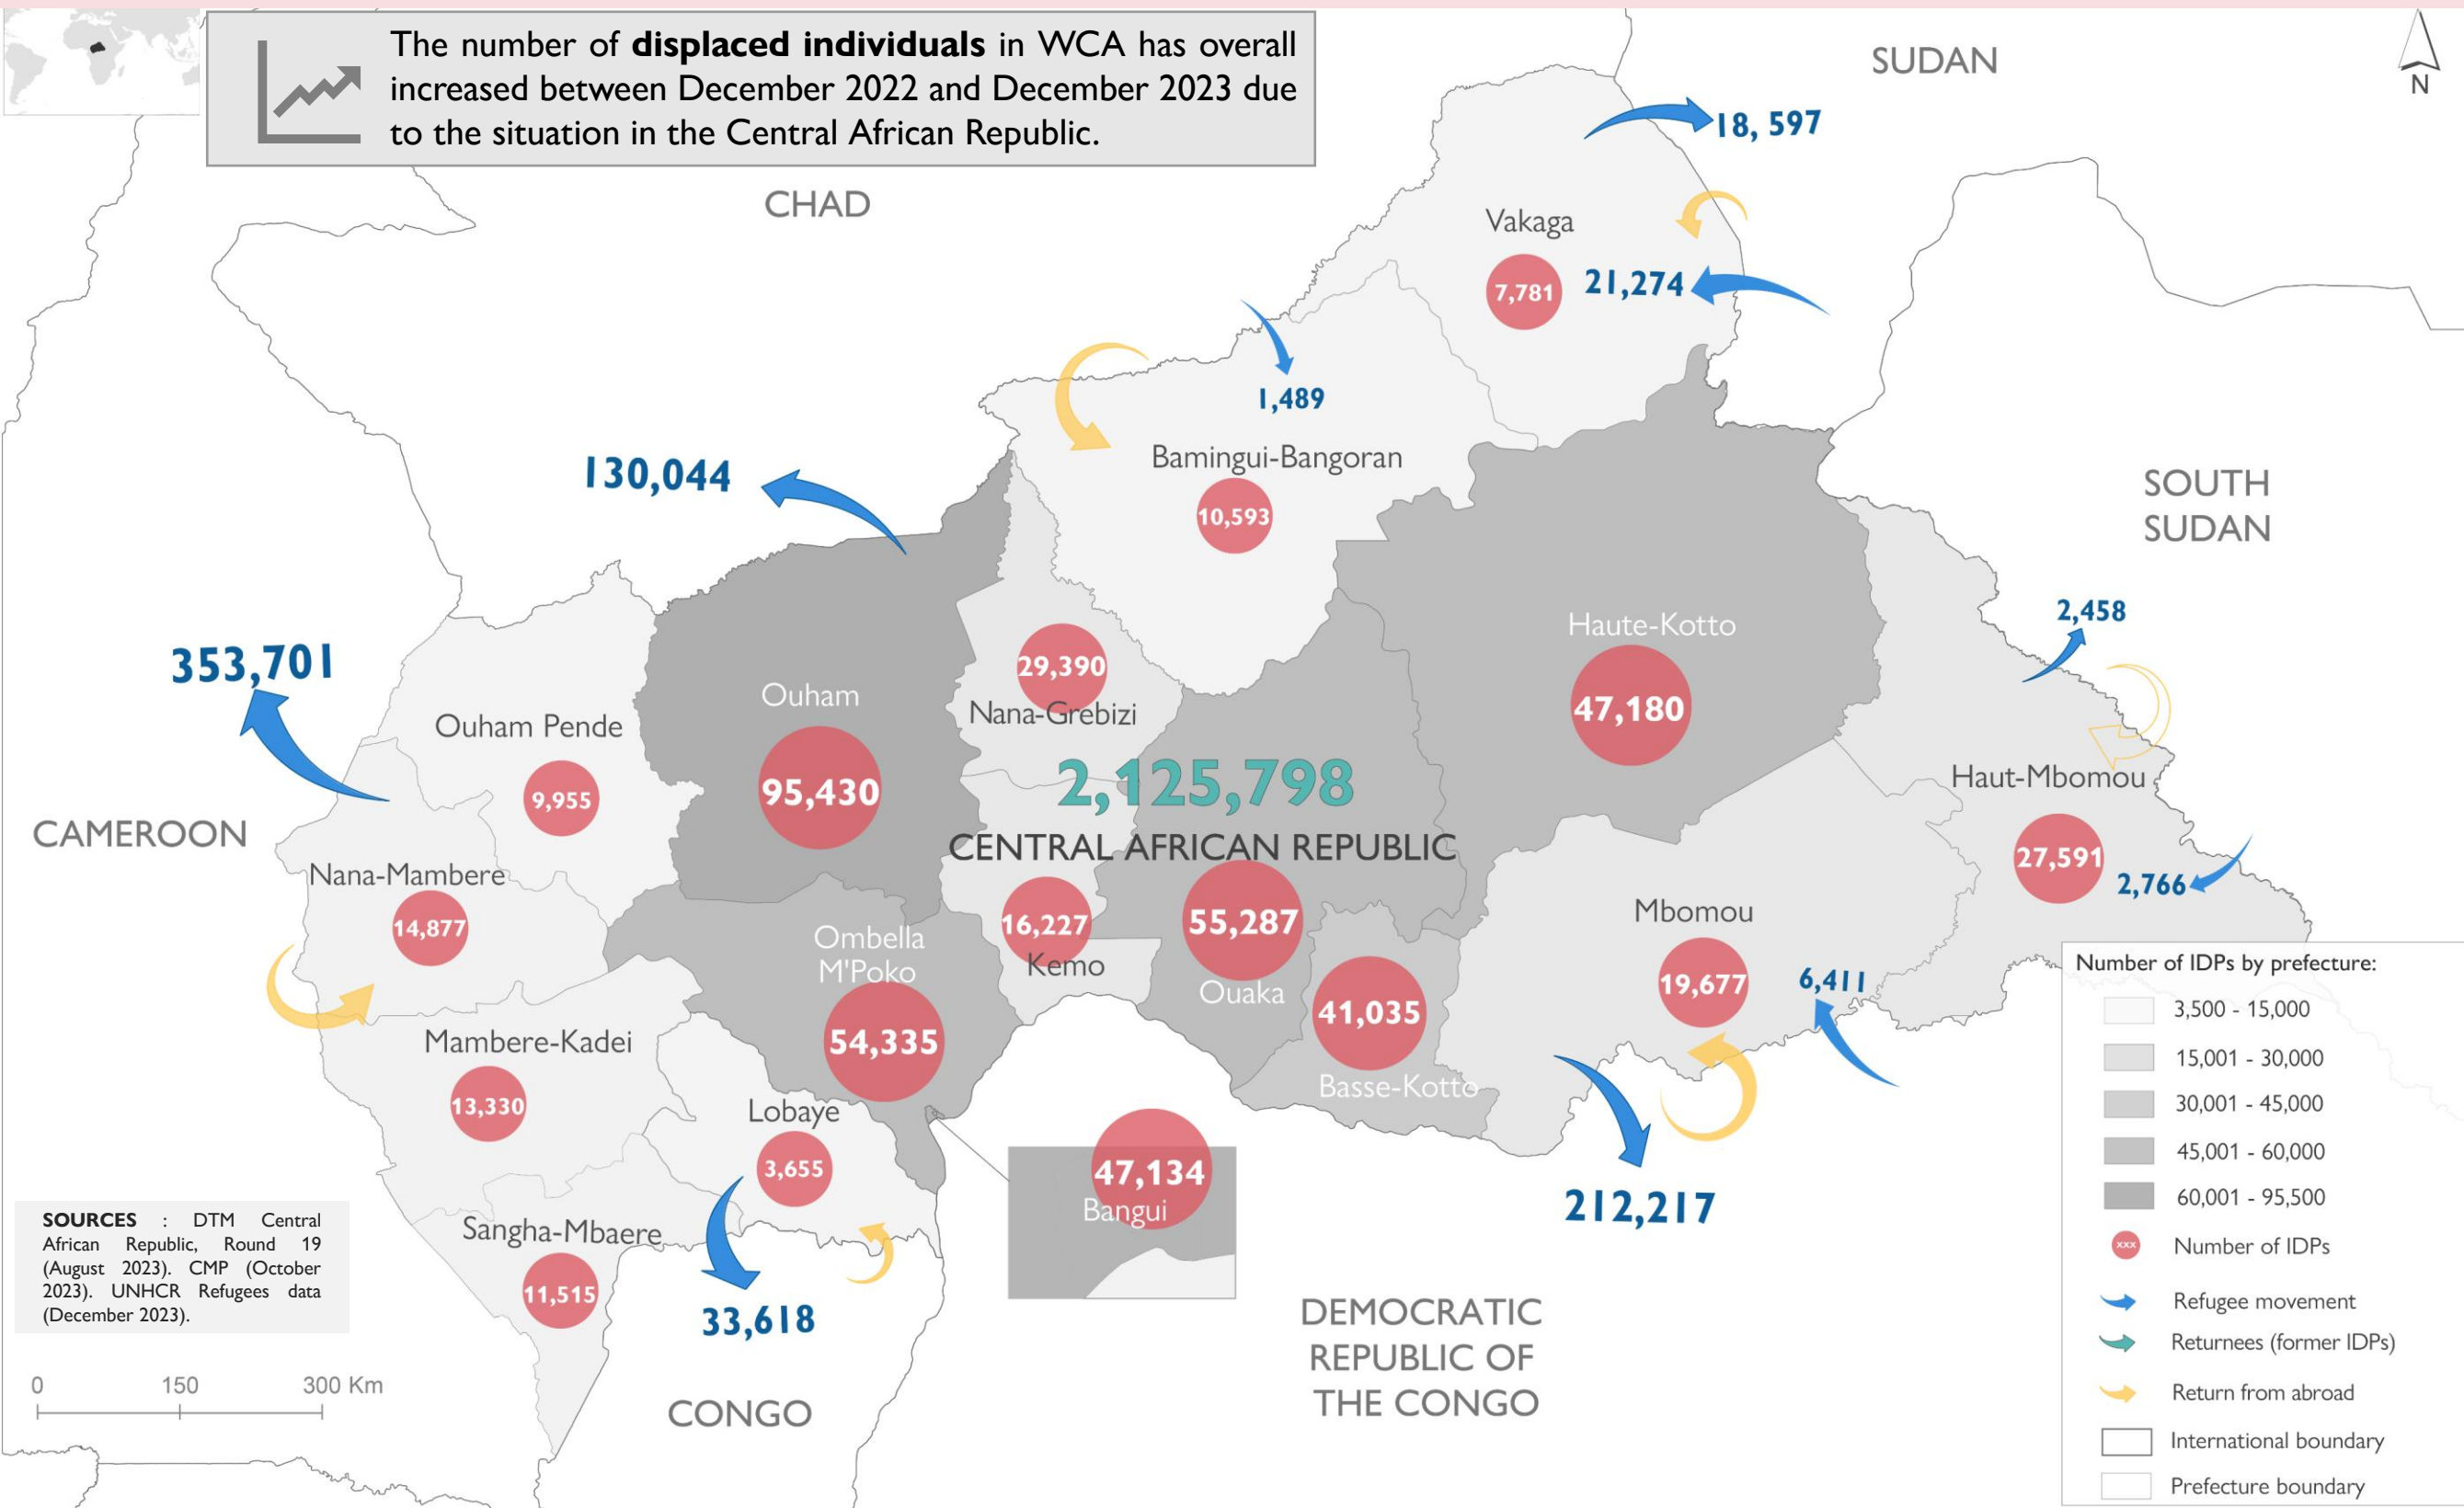 The number of displaced individuals in WCA has overall
increased between December 2022 and December 2023 due
to the situation in the Central African Republic.
SUDAN
N
18, 597
CHAD
Vakaga
7,781
21,274
1,489
Bamingui-Bangoran
10,593
130,044
SOUTH
SUDAN
2,458
Haute-Kotto
47,180
353,701
29,390
Nana-Grebizi
Ouham
95,430
Ouham Pende
9,955
2,125,798
CENTRAL AFRICAN REPUBLIC
Haut-Mbomou
27,591
2,766
CAMEROON
Nana-Mambere
14,877
Ombella
M'Poko
54,335
16,227
Kemo
55,287
Ouaka
41,035
Basse-Kotto
Mbomou
19,677
6,411
Mambere-Kadei
13,330
Lobaye
3,655
47,134
Bangui
212,217
Sangha-Mbaere
11,515
33,618
CONGO
DEMOCRATIC
REPUBLIC OF
THE CONGO
SOURCES : DTM Central
African Republic, Round 19
(August 2023). CMP (October
2023). UNHCR Refugees data
(December 2023).
0 150 300 Km
Number of IDPs by prefecture:
3,500 - 15,000
15,001 - 30,000
30,001 - 45,000
45,001 - 60,000
60,001 - 95,500
xxx Number of IDPs
Refugee movement
Returnees (former IDPs)
Return from abroad
International boundary
Prefecture boundary